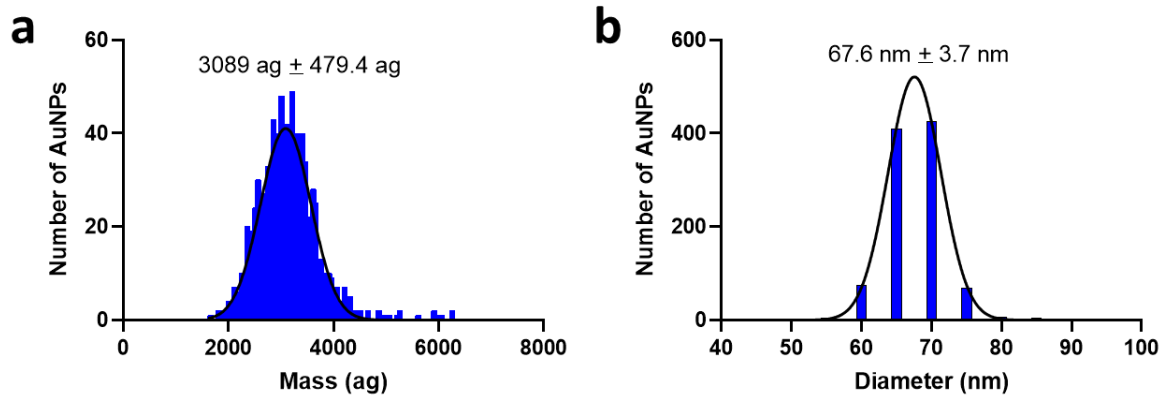 a
3089 ag ± 479.4 ag
60
40
20
0
Number of AuNPs
0 2000 4000 6000 8000
Mass (ag)
b
67.6 nm ± 3.7 nm
600
400
200
0
Number of AuNPs
40 50 60 70 80 90 100
Diameter (nm)